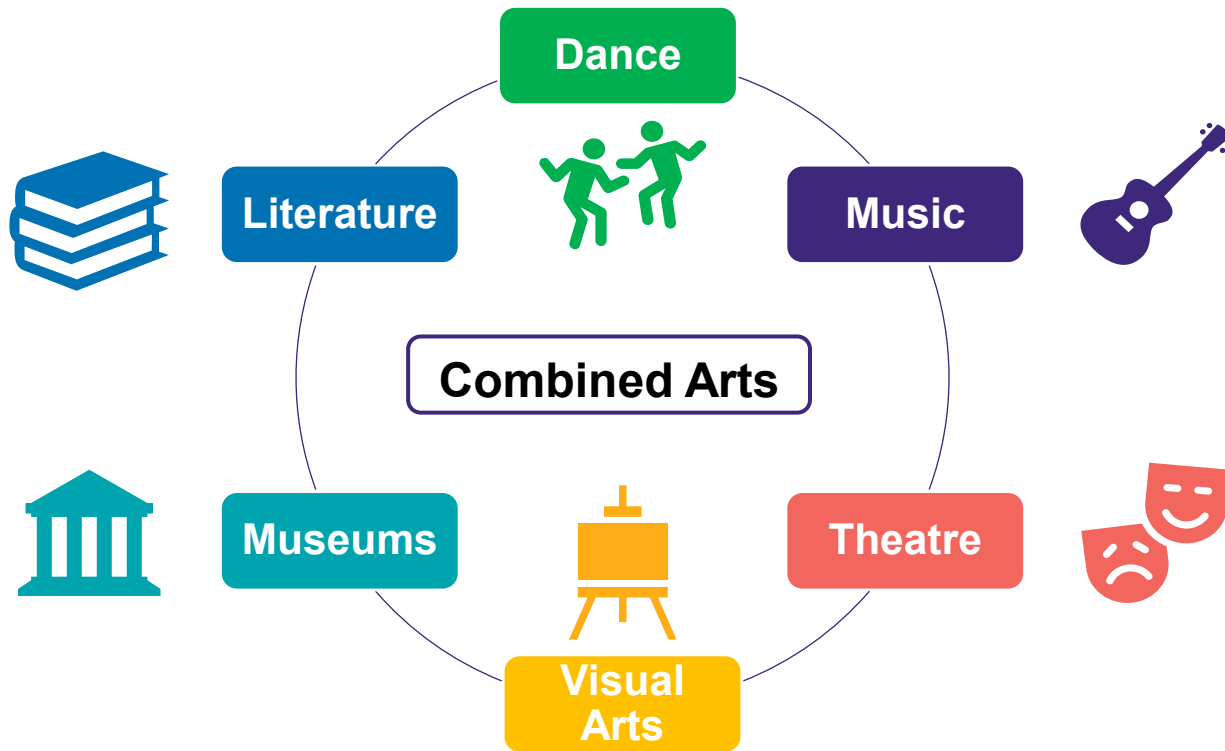 Dance
Literature
Music
Combined Arts
Museums
Theatre
Visual
Arts